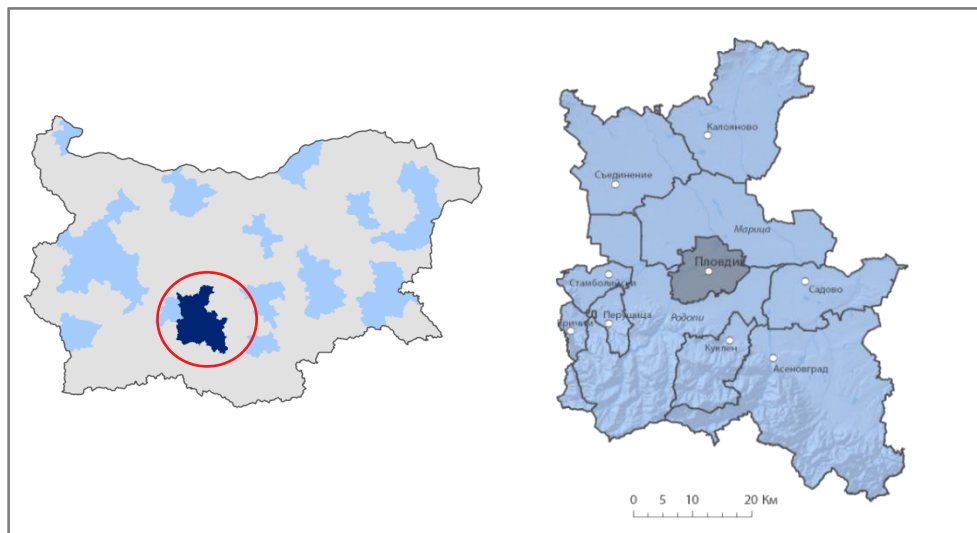 Калояново
Съединение
Марица
Пловдив
Стамболийски
Садово
Кричим
Перущица
Родопи
Куклен
Асеновград
0 5 10 20 Км